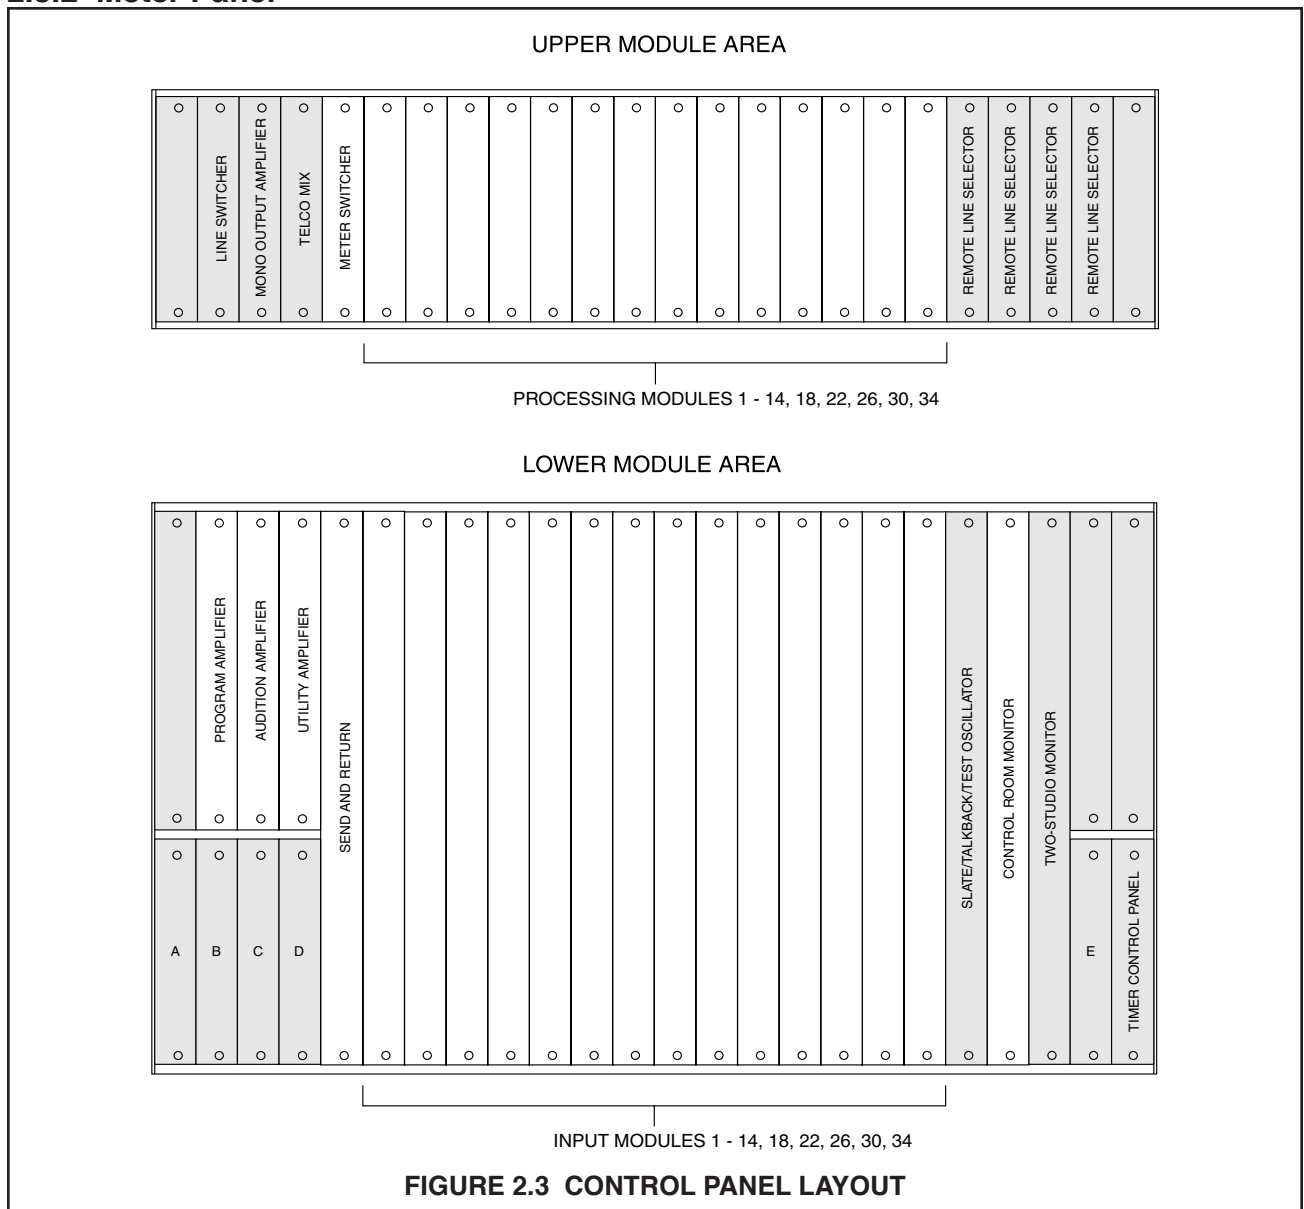 2.3.2 Meter Panel
UPPER MODULE AREA
LINE SWITCHER
MONO OUTPUT AMPLIFIER
TELCO MIX
METER SWITCHER
REMOTE LINE SELECTOR
REMOTE LINE SELECTOR
REMOTE LINE SELECTOR
REMOTE LINE SELECTOR
PROCESSING MODULES 1 - 14, 18, 22, 26, 30, 34
LOWER MODULE AREA
PROGRAM AMPLIFIER
AUDITION AMPLIFIER
UTILITY AMPLIFIER
SEND AND RETURN
SLATE/TALKBACK/TEST OSCILLATOR
CONTROL ROOM MONITOR
TWO-STUDIO MONITOR
A
B
C
D
E
TIMER CONTROL PANEL
INPUT MODULES 1 - 14, 18, 22, 26, 30, 34
FIGURE 2.3 CONTROL PANEL LAYOUT